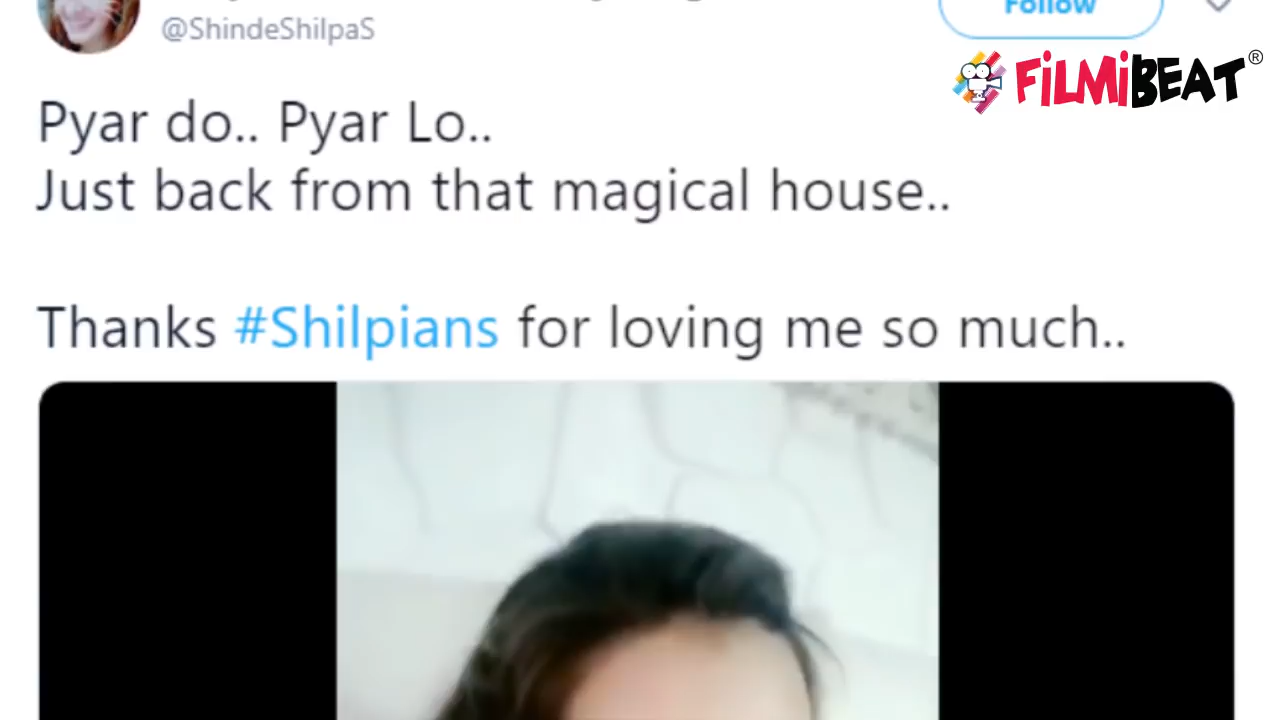 @ShindeShilpaS
Follow
FiLMiBEAT®
Pyar do.. Pyar Lo..
Just back from that magical house..
Thanks #Shilpians for loving me so much..